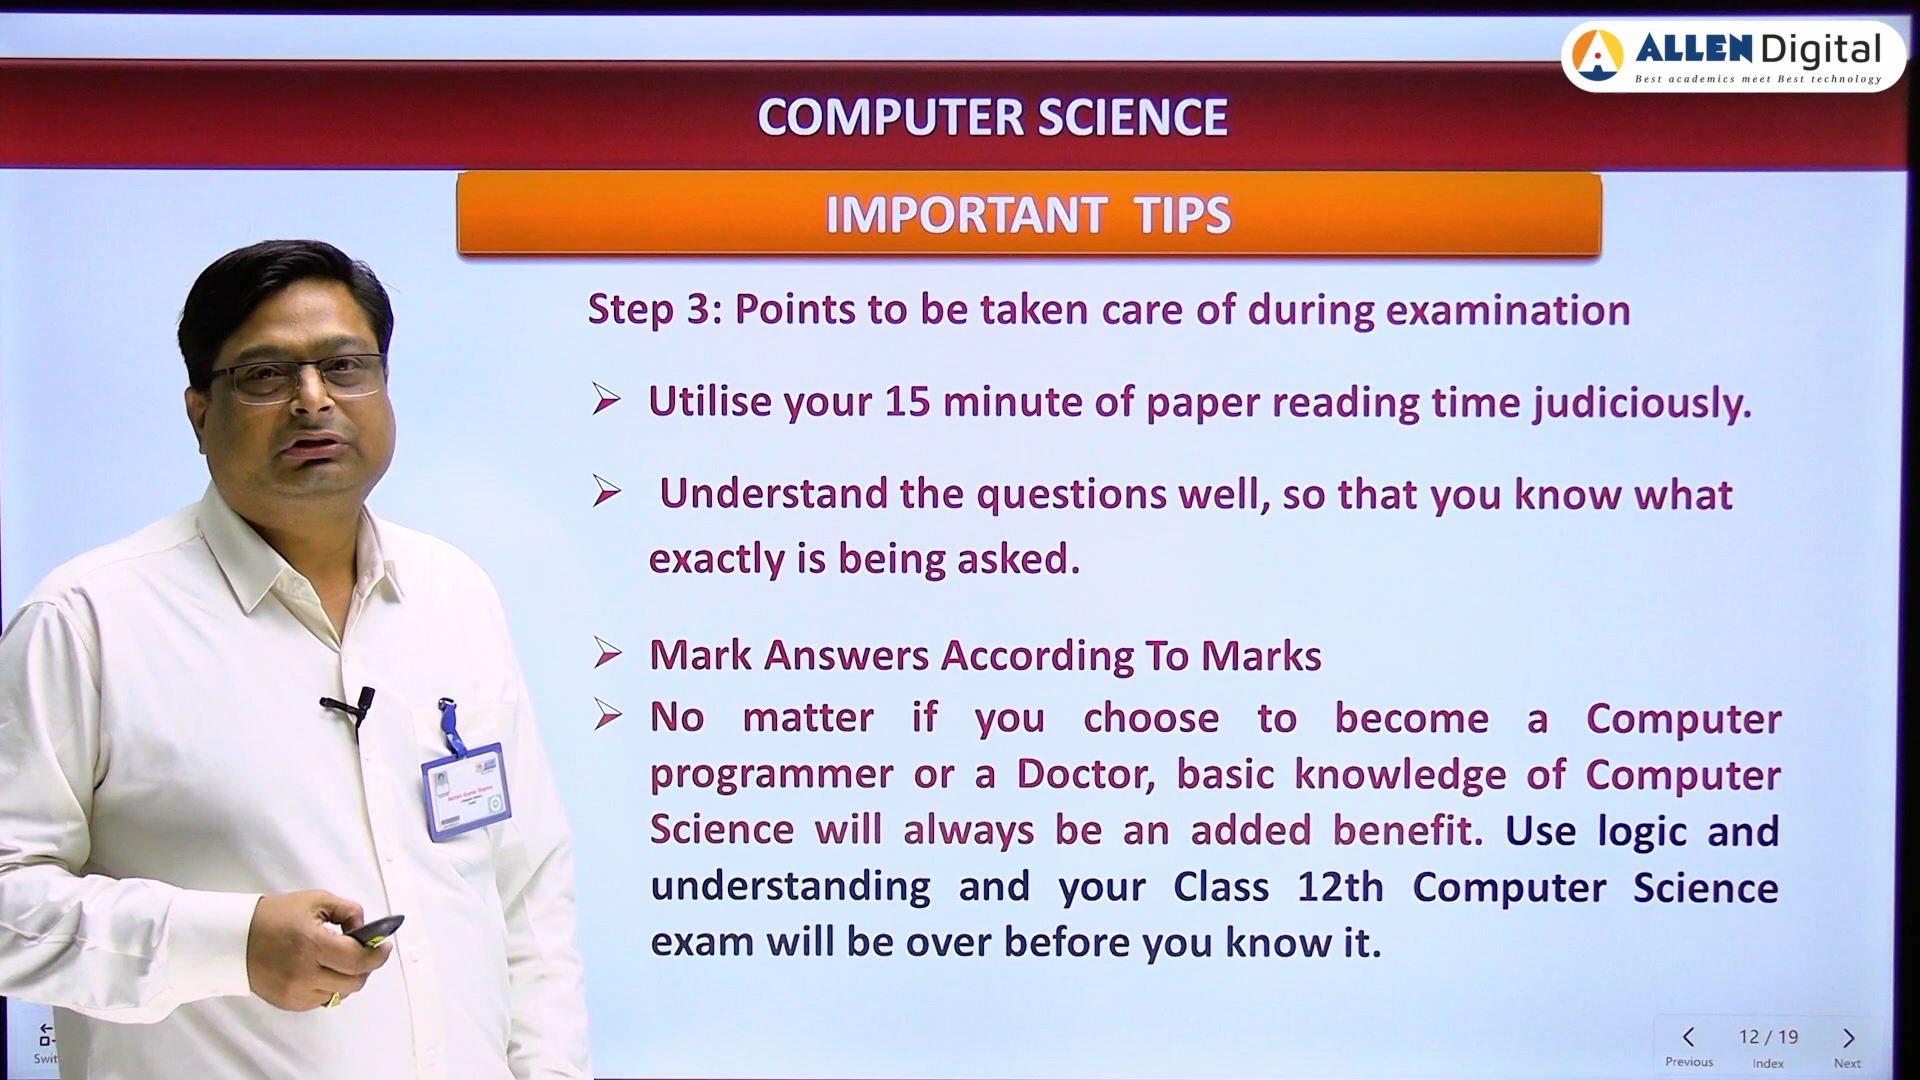 ALLEN Digital
Best academics meet Best technology
COMPUTER SCIENCE
IMPORTANT TIPS
Step 3: Points to be taken care of during examination
➢ Utilise your 15 minute of paper reading time judiciously.
➢ Understand the questions well, so that you know what
exactly is being asked.
➢ Mark Answers According To Marks
➢ No matter if you choose to become a Computer
programmer or a Doctor, basic knowledge of Computer
Science will always be an added benefit. Use logic and
understanding and your Class 12th Computer Science
exam will be over before you know it.
12 / 19
Previous Index Next